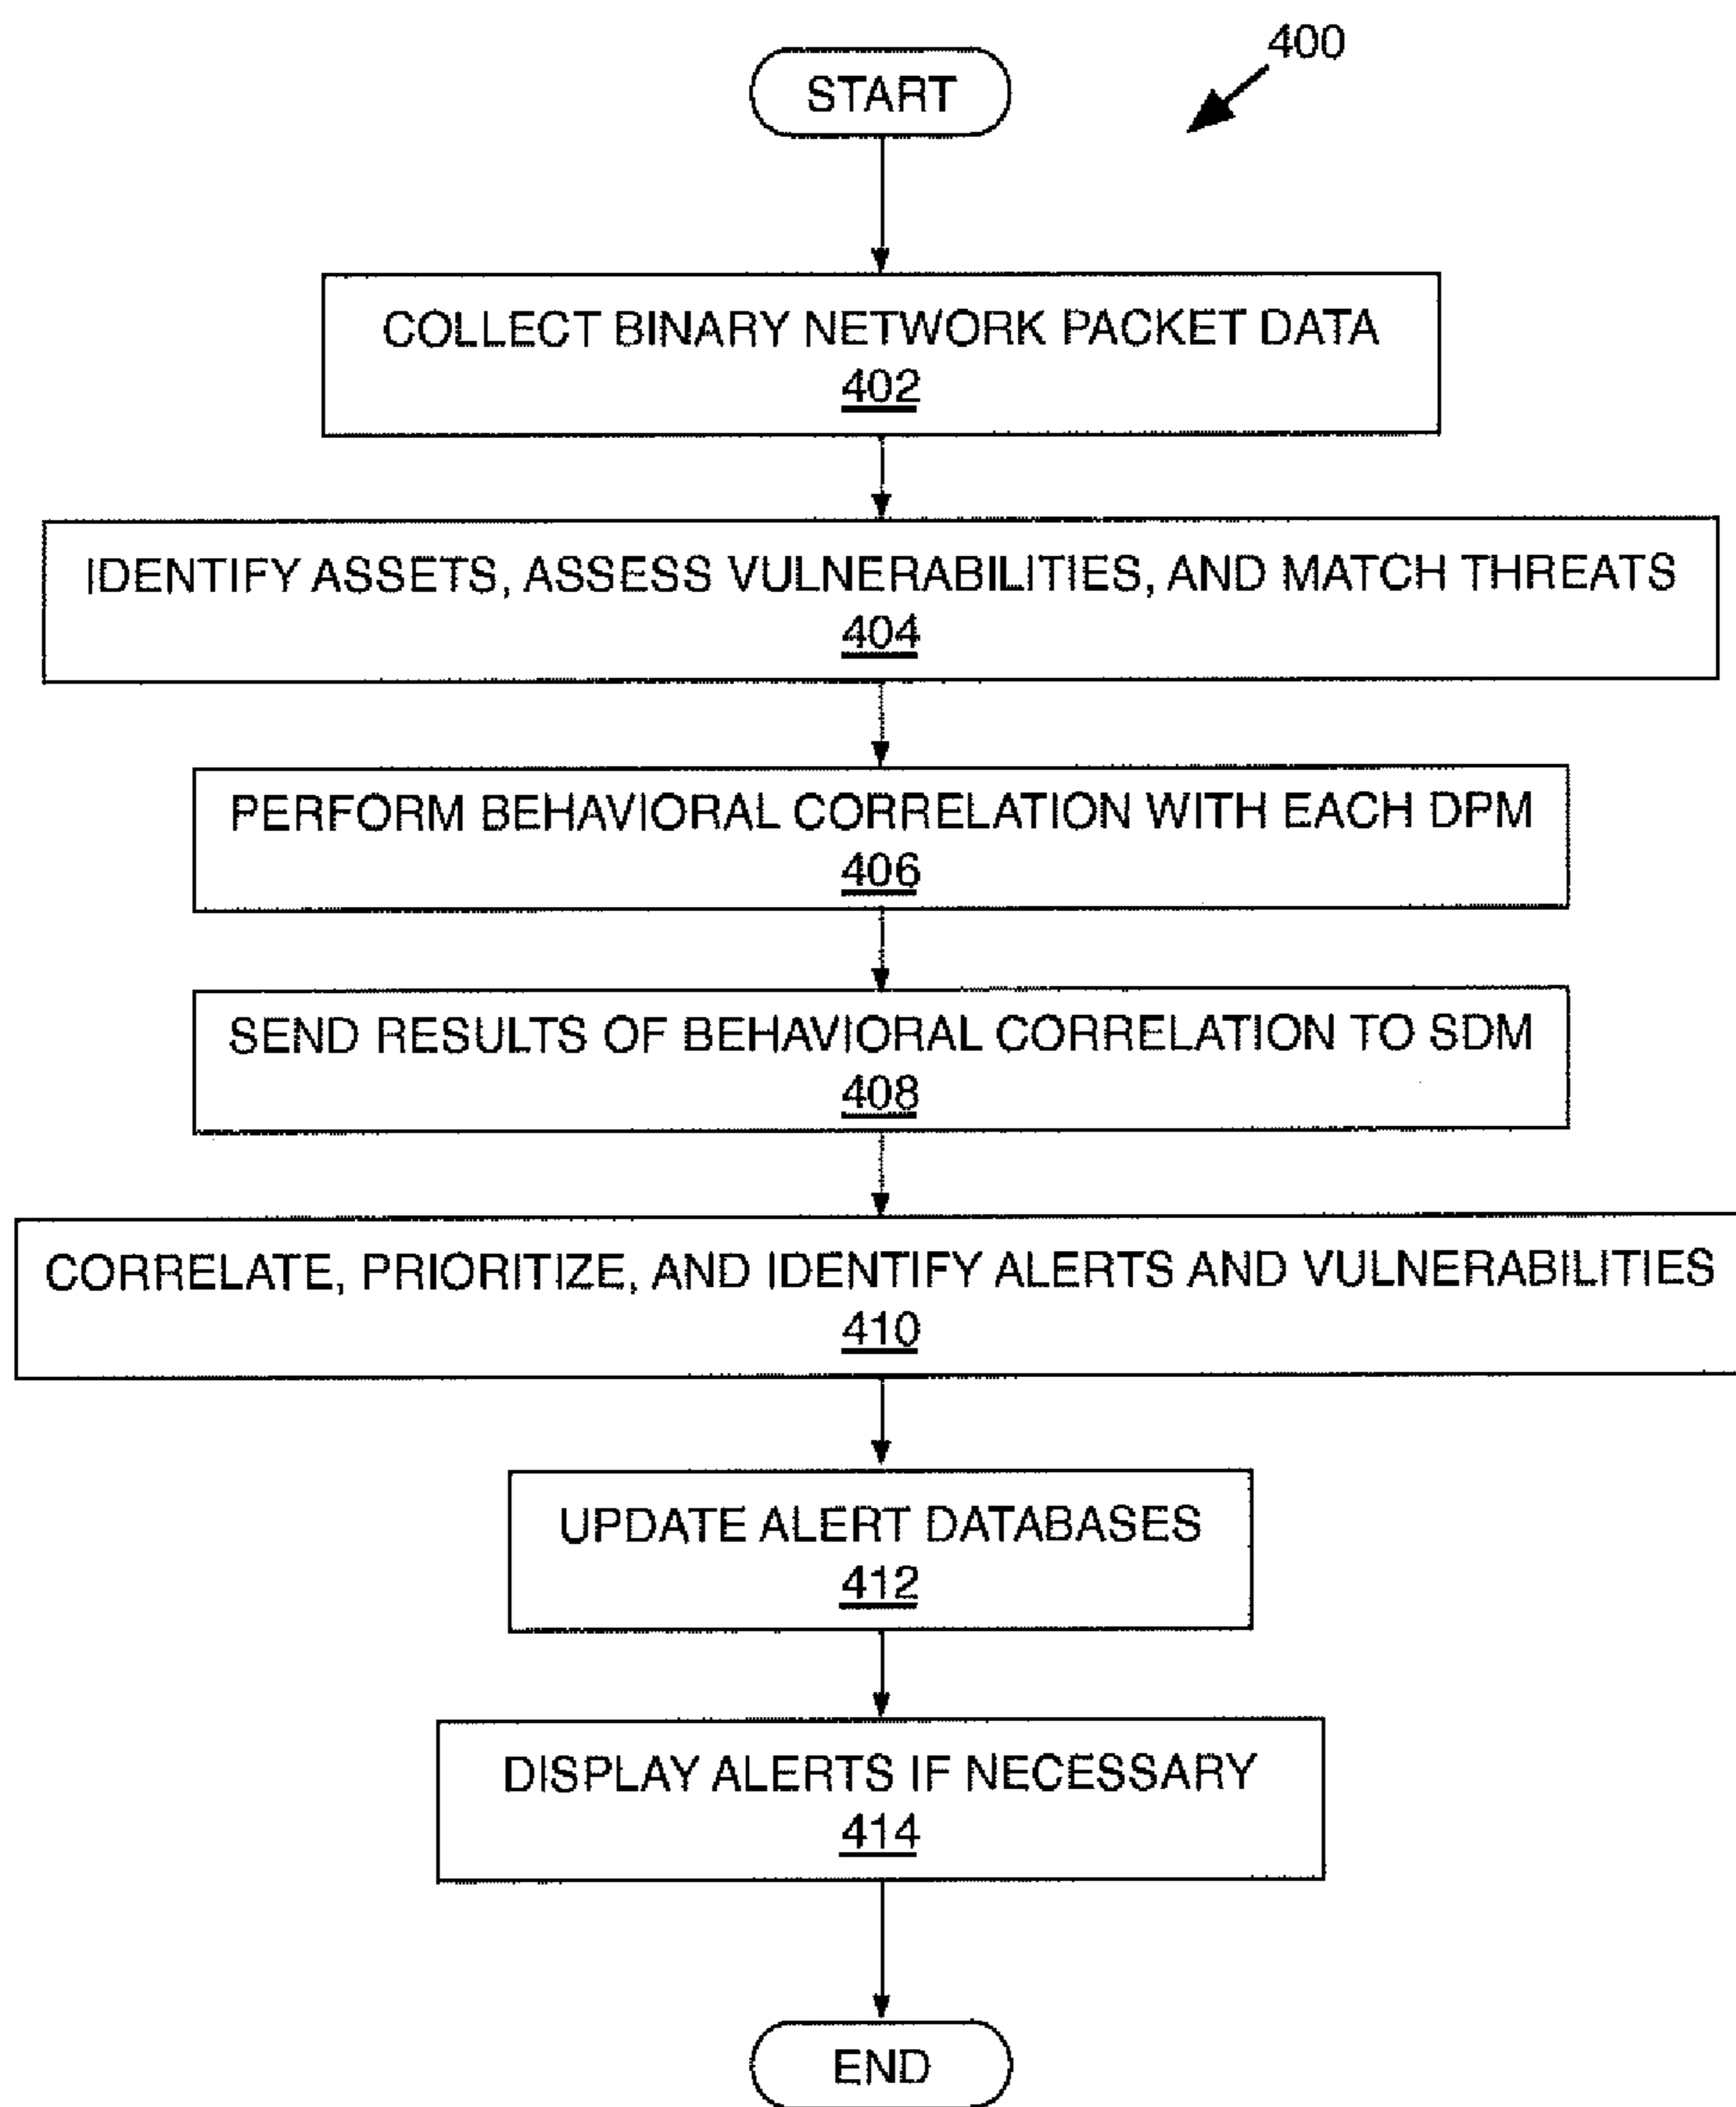 400
START
COLLECT BINARY NETWORK PACKET DATA
402
IDENTIFY ASSETS, ASSESS VULNERABILITIES, AND MATCH THREATS
404
PERFORM BEHAVIORAL CORRELATION WITH EACH DPM
406
SEND RESULTS OF BEHAVIORAL CORRELATION TO SDM
408
CORRELATE, PRIORITIZE, AND IDENTIFY ALERTS AND VULNERABILITIES
410
UPDATE ALERT DATABASES
412
DISPLAY ALERTS IF NECESSARY
414
END